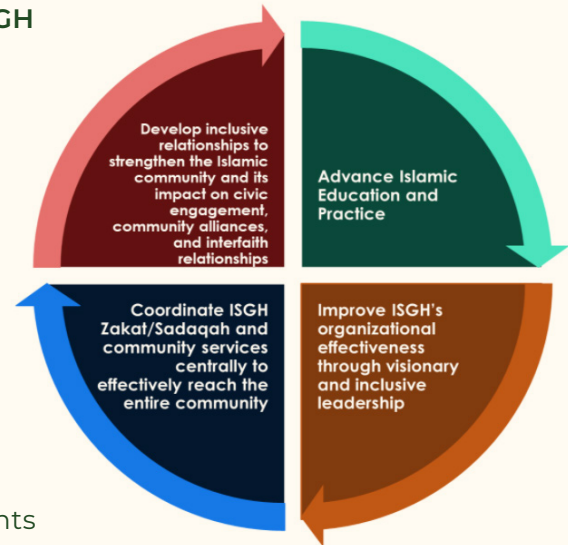 GH
Develop inclusive
relationships to
strengthen the Islamic
community and its
impact on civic
engagement,
community alliances,
and interfaith
relationships
Advance Islamic
Education and
Practice
Coordinate ISGH
Zakat/Sadaqah and
community services
centrally to
effectively reach the
entire community
Improve ISGH's
organizational
effectiveness
through visionary
and inclusive
leadership
nts